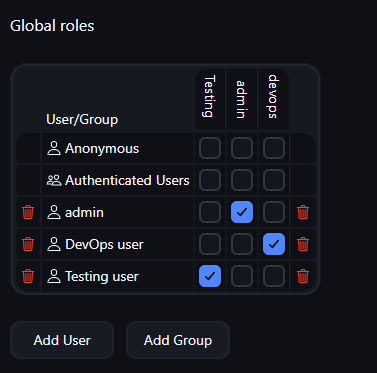 Global roles
User/Group
Testing
admin
devops
Anonymous
Authenticated Users
admin
DevOps user
Testing user
Add User
Add Group